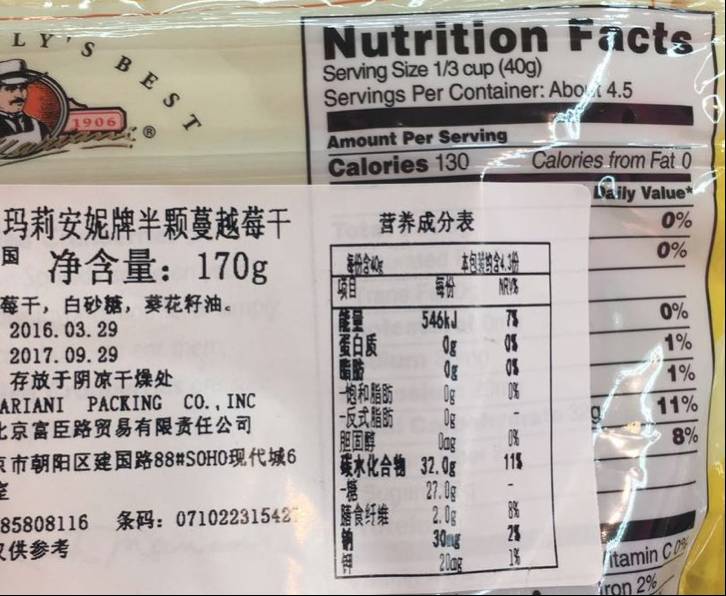 LY'S BEST
1906
®
Nutrition Facts
Serving Size 1/3 cup (40g)
Servings Per Container: About 4.5
Amount Per Serving
Calories 130 Calories from Fat 0
Daily Value*
0%
0%
0%
1%
1%
11%
8%
itamin C 0%
ron 2%
玛莉安妮牌半颗蔓越莓干
国 净含量: 170g
莓干, 白砂糖, 葵花籽油。
2016.03.29
2017.09.29
存放于阴凉干燥处
ARIANI PACKING CO.,INC
北京富臣路贸易有限责任公司
市朝阳区建国路88#SOHO现代城6
室
85808116 条码: 071022315427
仅供参考
营养成分表
每份含40g 本包装约含4.3份
项目 每份 NRV%
能量 546kJ 7%
蛋白质 0g 0%
脂肪 0g 0%
-饱和脂肪 0g 0%
-反式脂肪 0g -
胆固醇 0mg 0%
碳水化合物 32.0g 11%
-糖 27.0g -
膳食纤维 2.0g 8%
钠 30mg 2%
钾 20mg 1%